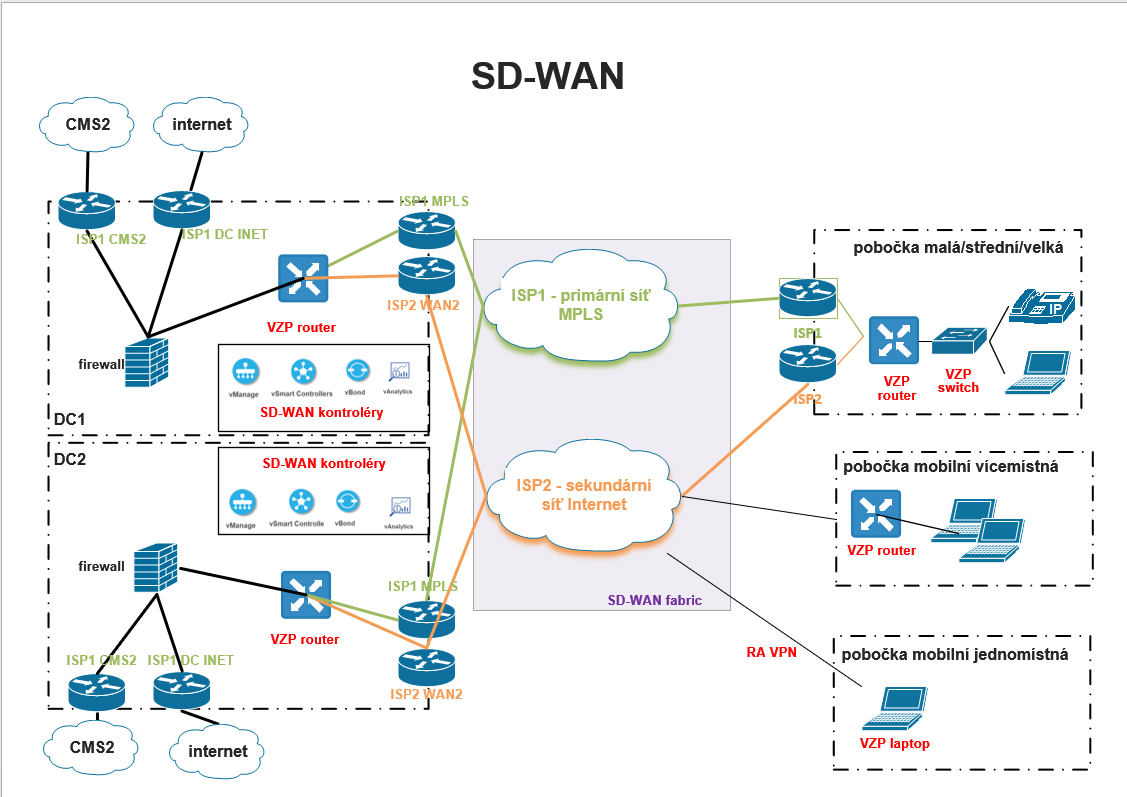 SD-WAN
CMS2
internet
ISP1 MPLS
ISP1 CMS2
ISP1 DC INET
ISP2 WAN2
VZP router
firewall
vManage
vSmart Controllers
vBond
vAnalytics
SD-WAN kontroléry
DC1
DC2
SD-WAN kontroléry
vManage
vSmart Controlle
vBond
vAnalytics
firewall
ISP1 MPLS
VZP router
ISP1 CMS2
ISP1 DC INET
ISP2 WAN2
CMS2
internet
ISP1 - primární síť
MPLS
ISP2 - sekundární
síť Internet
SD-WAN fabric
RA VPN
pobočka malá/střední/velká
IP
ISP1
ISP2
VZP
router
VZP
switch
pobočka mobilní vícemístná
VZP router
pobočka mobilní jednomístná
VZP laptop